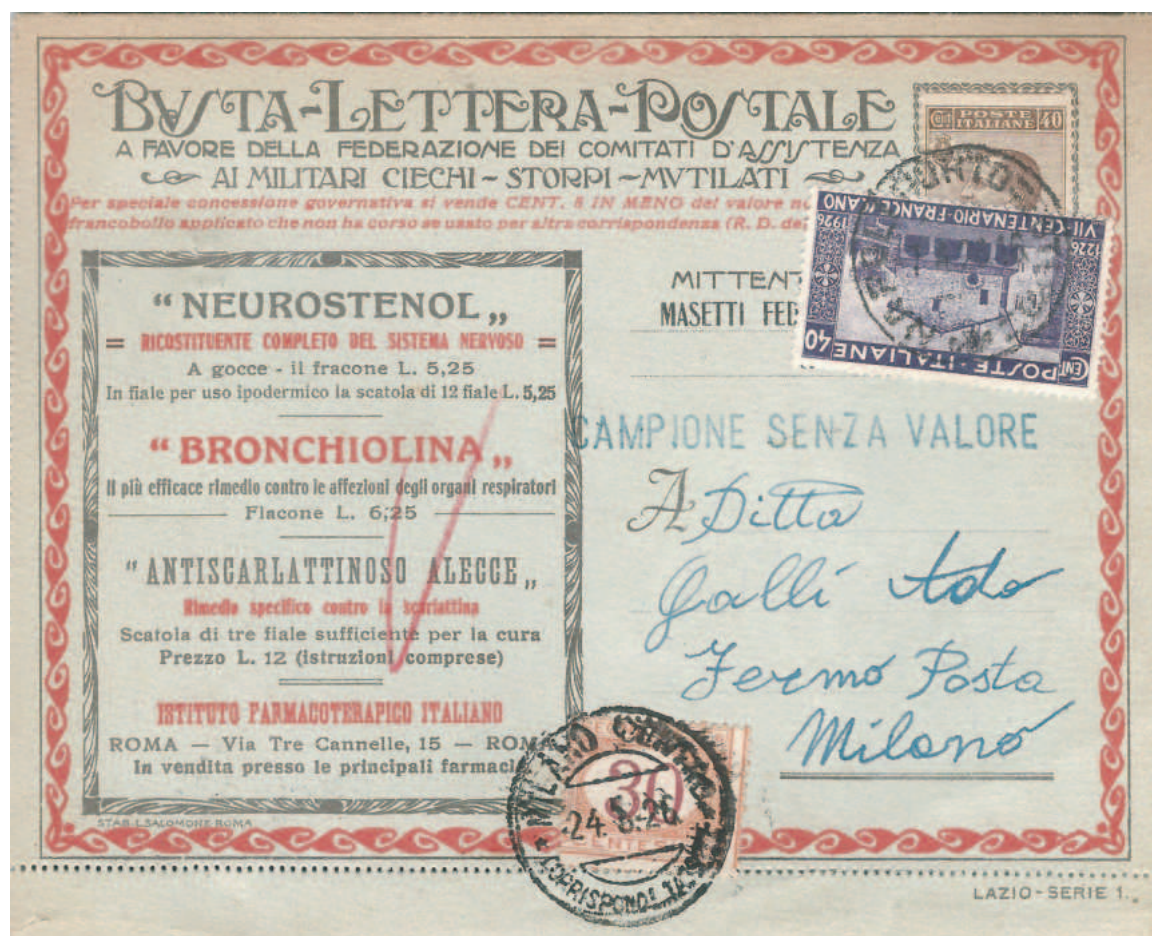 BUSTA-LETTERA-POSTALE
A FAVORE DELLA FEDERAZIONE DEI COMITATI D'ASSISTENZA
AI MILITARI CIECHI - STORPI - MVTILATI
Per speciale concessione governativa si vende CENT. 5 IN MENO del valore
francobollo applicato che non ha corso se usato per altra corrispondenza (R. D.
POSTE
ITALIANE 40
VII·CENTENARIO·FRANCESCANO
1226 1926
40
CENT POSTE·ITALIANE
MITTENT
MASETTI FED
"NEUROSTENOL„
= RICOSTITUENTE COMPLETO DEL SISTEMA NERVOSO =
A gocce - il fracone L. 5,25
In fiale per uso ipodermico la scatola di 12 fiale L. 5,25
"BRONCHIOLINA„
Il più efficace rimedio contro le affezioni degli organi respiratori
Flacone L. 6,25
"ANTISCARLATTINOSO ALECCE„
Rimedio specifico contro la scarlattina
Scatola di tre fiale sufficiente per la cura
Prezzo L. 12 (istruzioni comprese)
ISTITUTO FARMACOTERAPICO ITALIANO
ROMA — Via Tre Cannelle, 15 — ROMA
In vendita presso le principali farmaci
STAB. L. SALOMONE ROMA
CAMPIONE SENZA VALORE
A Ditta
Galli Ado
Fermo Posta
Milano
MILANO
30
24.8.26
LAZIO - SERIE 1.